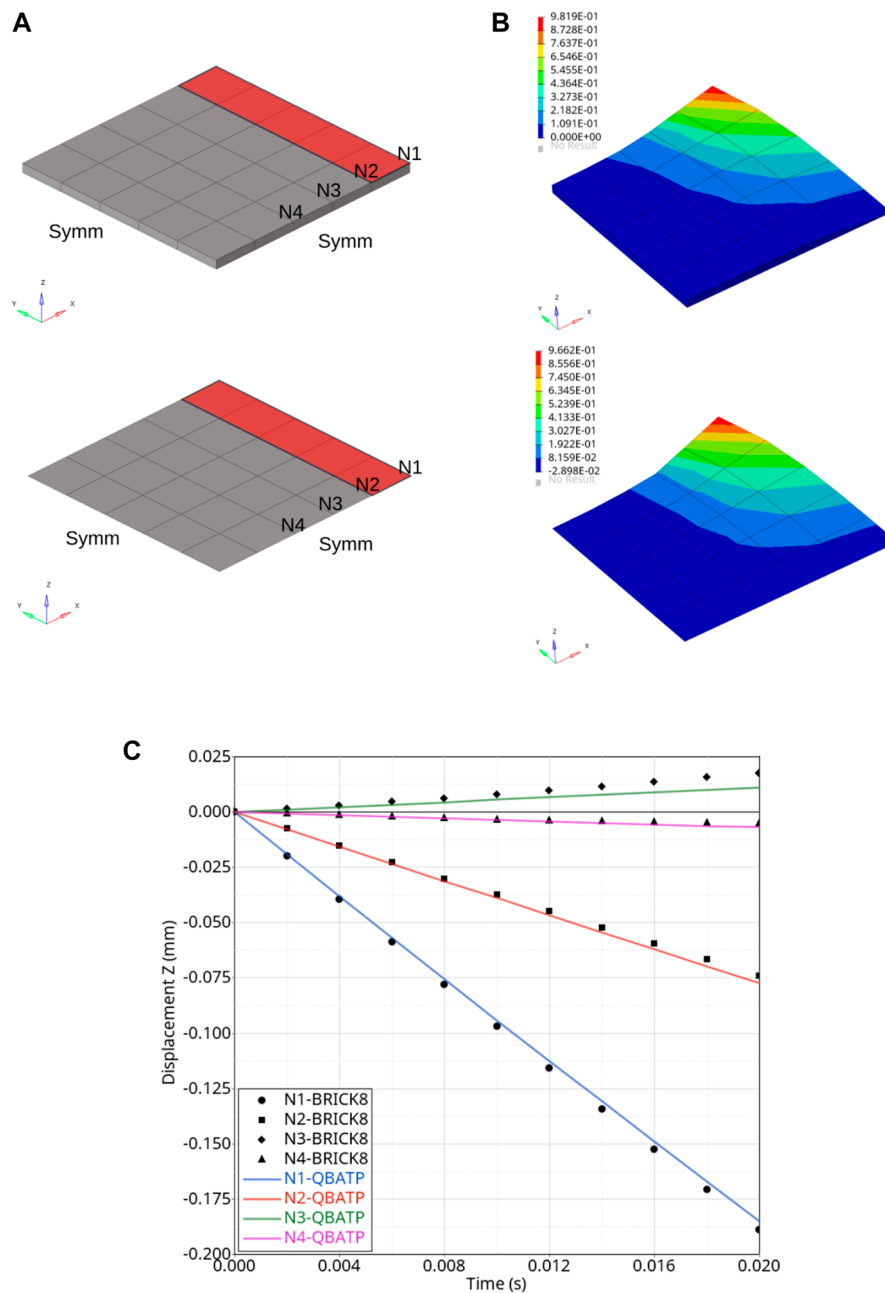 A
B
9.819E-01
8.728E-01
7.637E-01
6.546E-01
5.455E-01
4.364E-01
3.273E-01
2.182E-01
1.091E-01
0.000E+00
No Result
N1
N2
N3
N4
Symm
Symm
Z
Y
X
Z
Y
X
9.662E-01
8.556E-01
7.450E-01
6.345E-01
5.239E-01
4.133E-01
3.027E-01
1.922E-01
8.159E-02
-2.898E-02
No Result
N1
N2
N3
N4
Symm
Symm
Z
Y
X
Z
Y
X
C
0.025
0.000
-0.025
-0.050
-0.075
-0.100
-0.125
-0.150
-0.175
-0.200
Displacement Z (mm)
N1-BRICK8
N2-BRICK8
N3-BRICK8
N4-BRICK8
N1-QBATP
N2-QBATP
N3-QBATP
N4-QBATP
0.000 0.004 0.008 0.012 0.016 0.020
Time (s)